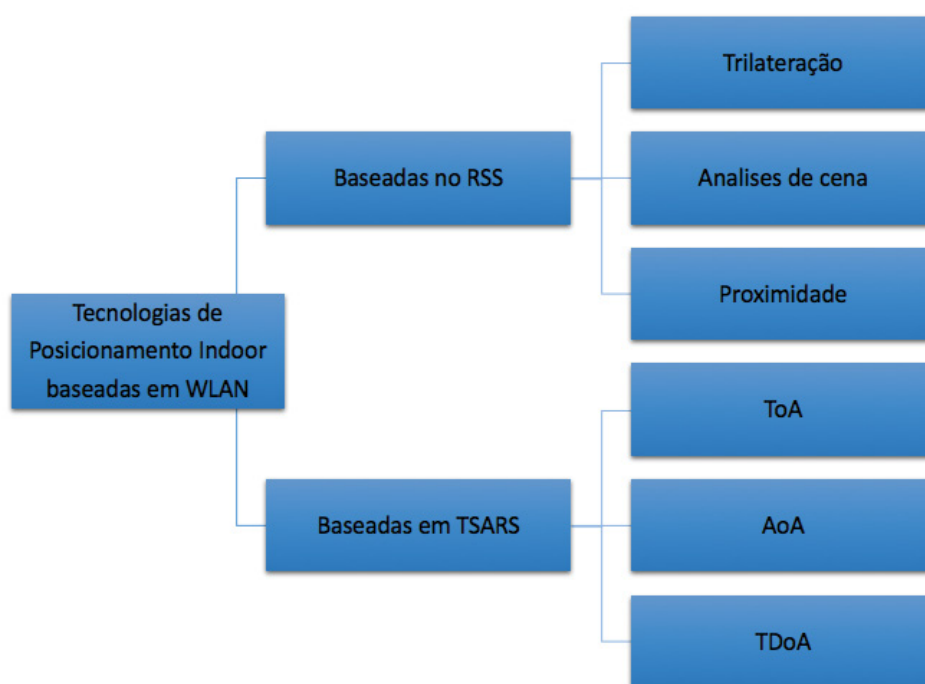 Tecnologias de
Posicionamento Indoor
baseadas em WLAN
Baseadas no RSS
Trilateração
Analises de cena
Proximidade
Baseadas em TSARS
ToA
AoA
TDoA